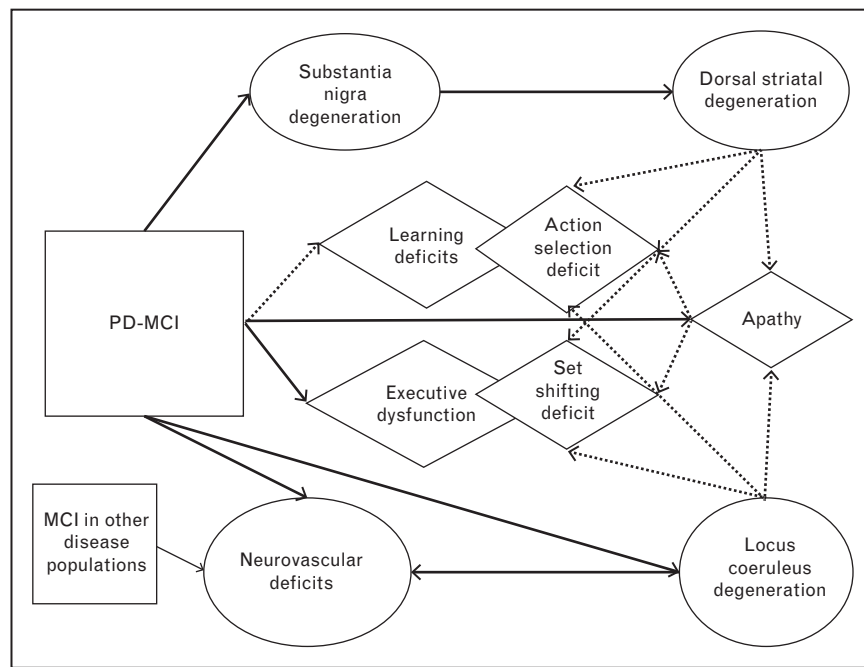 Substantia
nigra
degeneration
Dorsal striatal
degeneration
Learning
deficits
Action
selection
deficit
PD-MCI
Apathy
Executive
dysfunction
Set
shifting
deficit
MCI in other
disease
populations
Neurovascular
deficits
Locus
coeruleus
degeneration